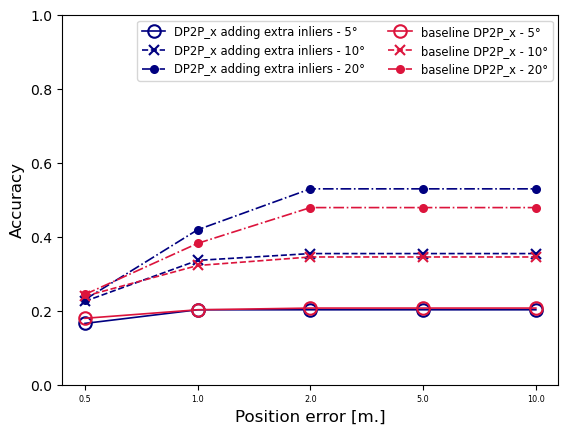 1.0
0.8
0.6
0.4
0.2
0.0
Accuracy
DP2P_x adding extra inliers - 5°
DP2P_x adding extra inliers - 10°
DP2P_x adding extra inliers - 20°
baseline DP2P_x - 5°
baseline DP2P_x - 10°
baseline DP2P_x - 20°
0.5 1.0 2.0 5.0 10.0
Position error [m.]